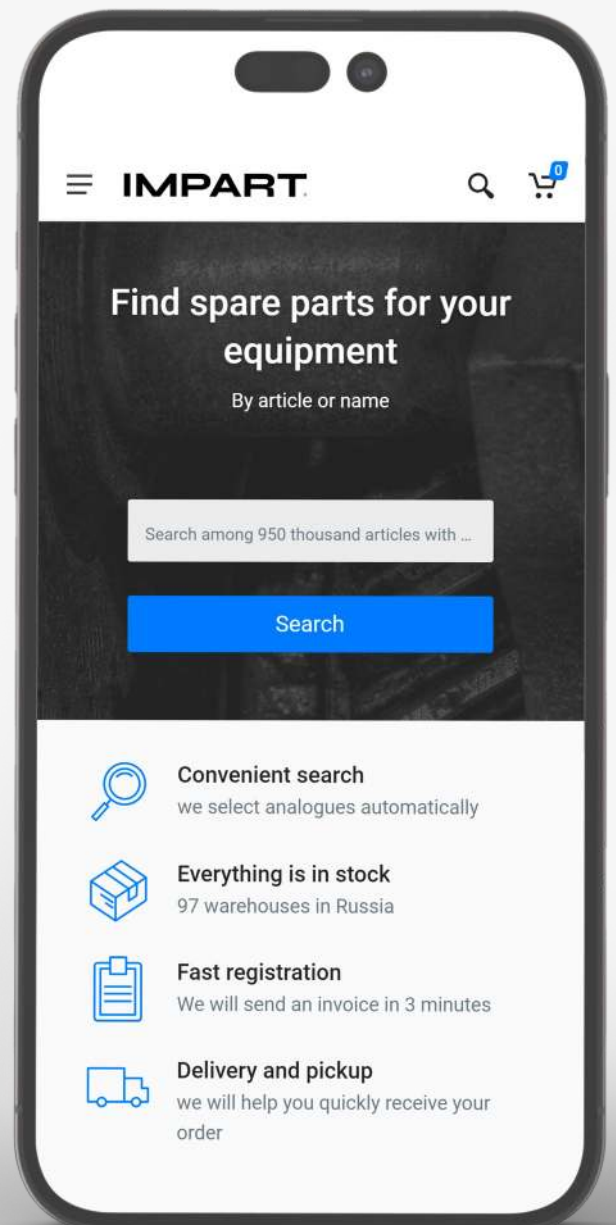 IMPART.
0
Find spare parts for your
equipment
By article or name
Search among 950 thousand articles with ...
Search
Convenient search
we select analogues automatically
Everything is in stock
97 warehouses in Russia
Fast registration
We will send an invoice in 3 minutes
Delivery and pickup
we will help you quickly receive your
order